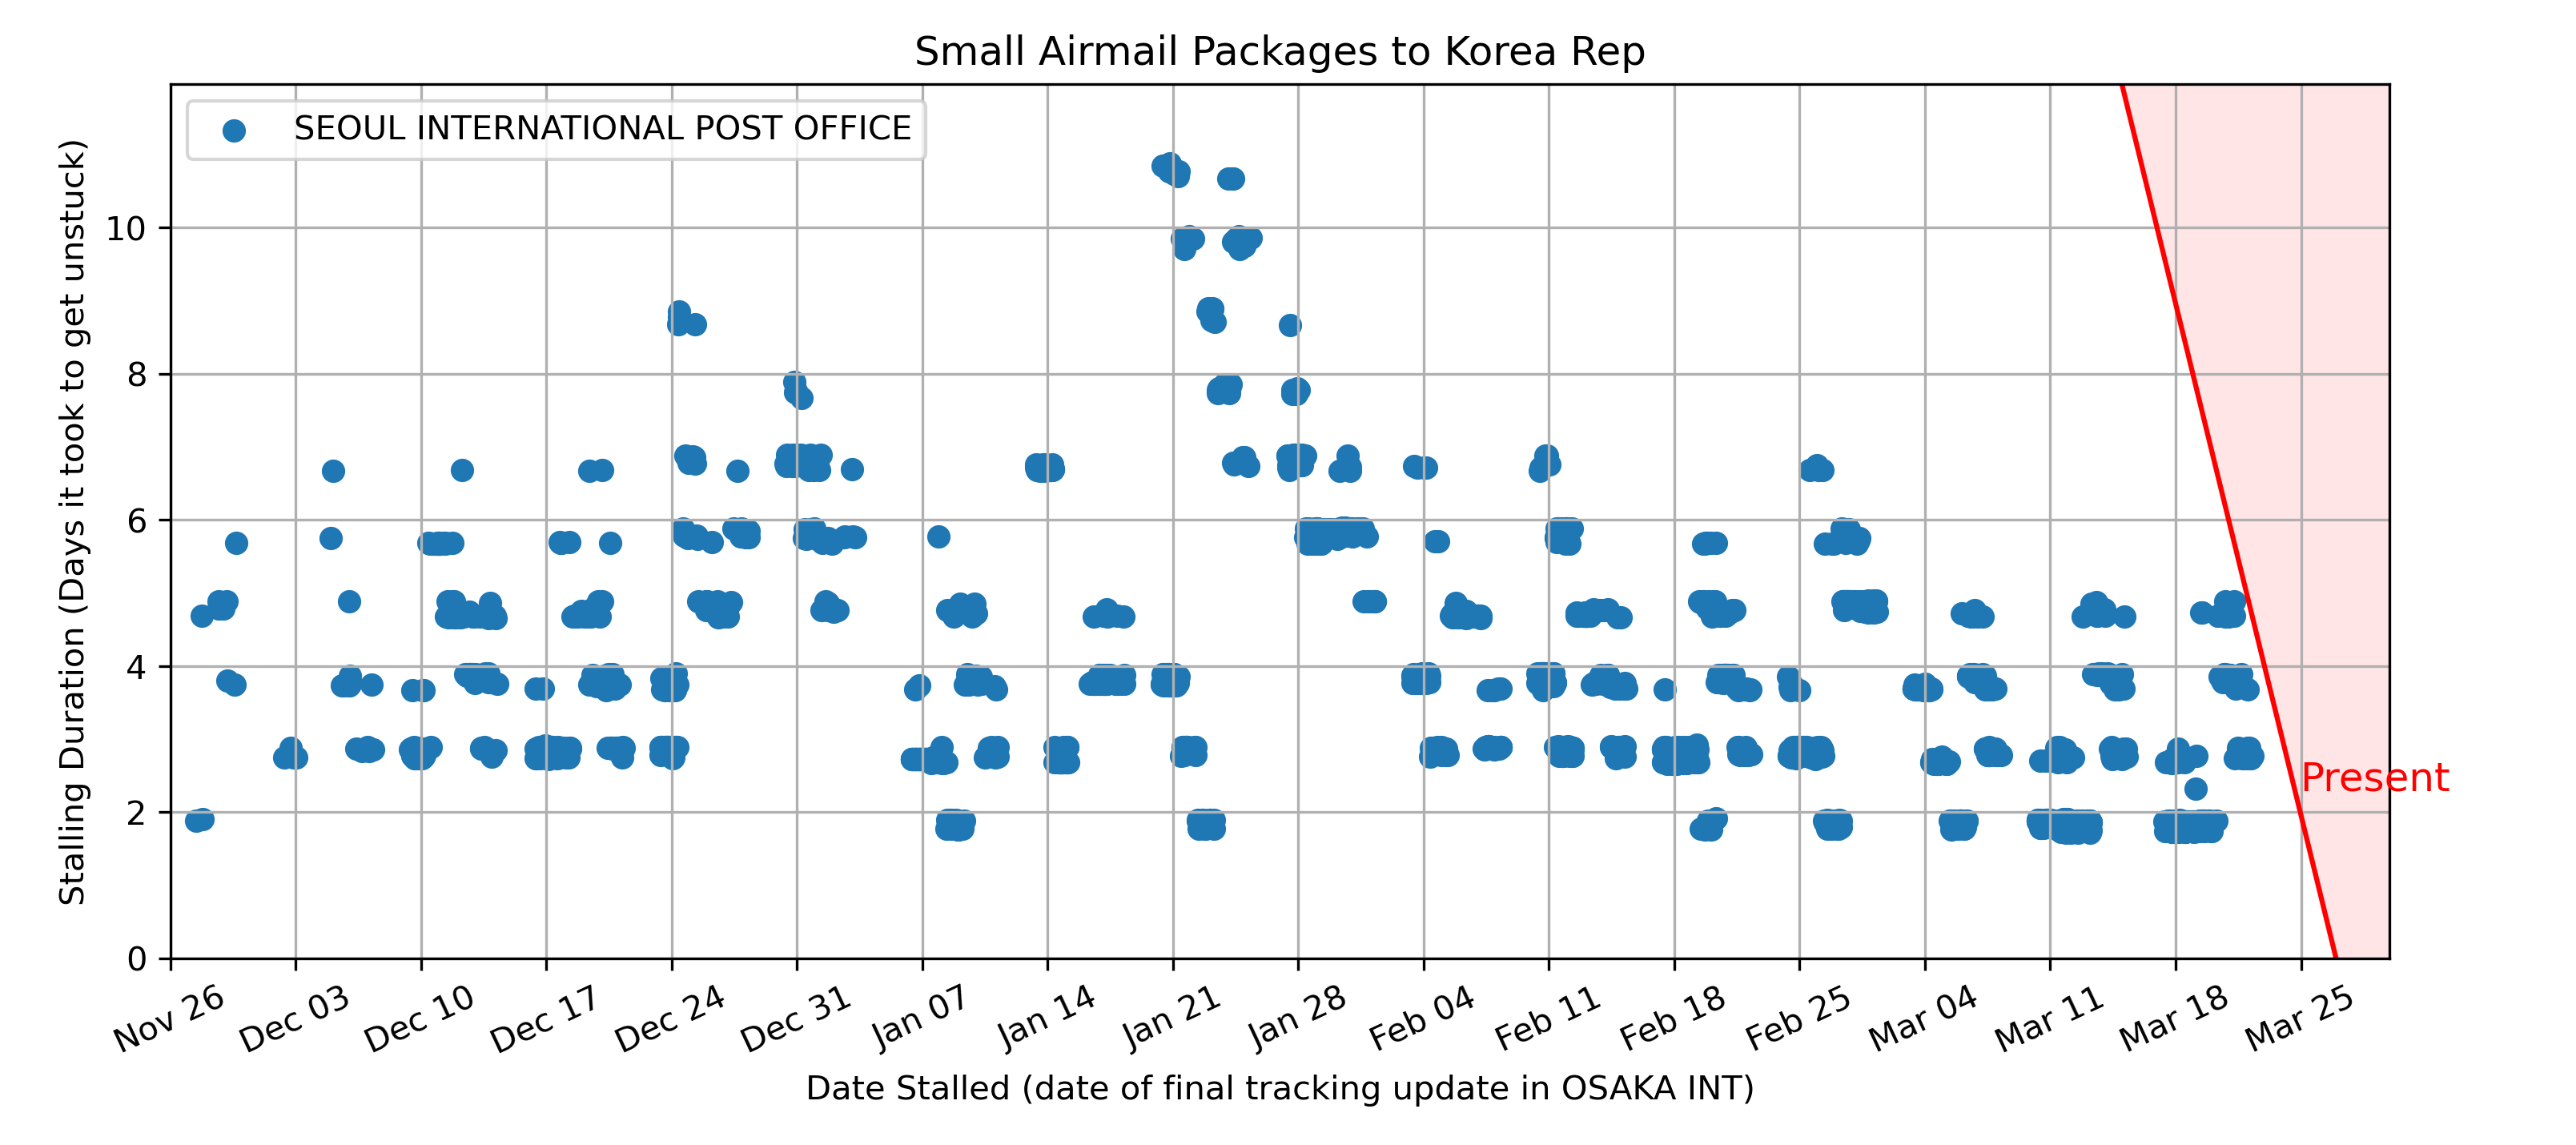 Small Airmail Packages to Korea Rep
SEOUL INTERNATIONAL POST OFFICE
Stalling Duration (Days it took to get unstuck)
10
8
6
4
2
0
Present
Nov 26
Dec 03
Dec 10
Dec 17
Dec 24
Dec 31
Jan 07
Jan 14
Jan 21
Jan 28
Feb 04
Feb 11
Feb 18
Feb 25
Mar 04
Mar 11
Mar 18
Mar 25
Date Stalled (date of final tracking update in OSAKA INT)